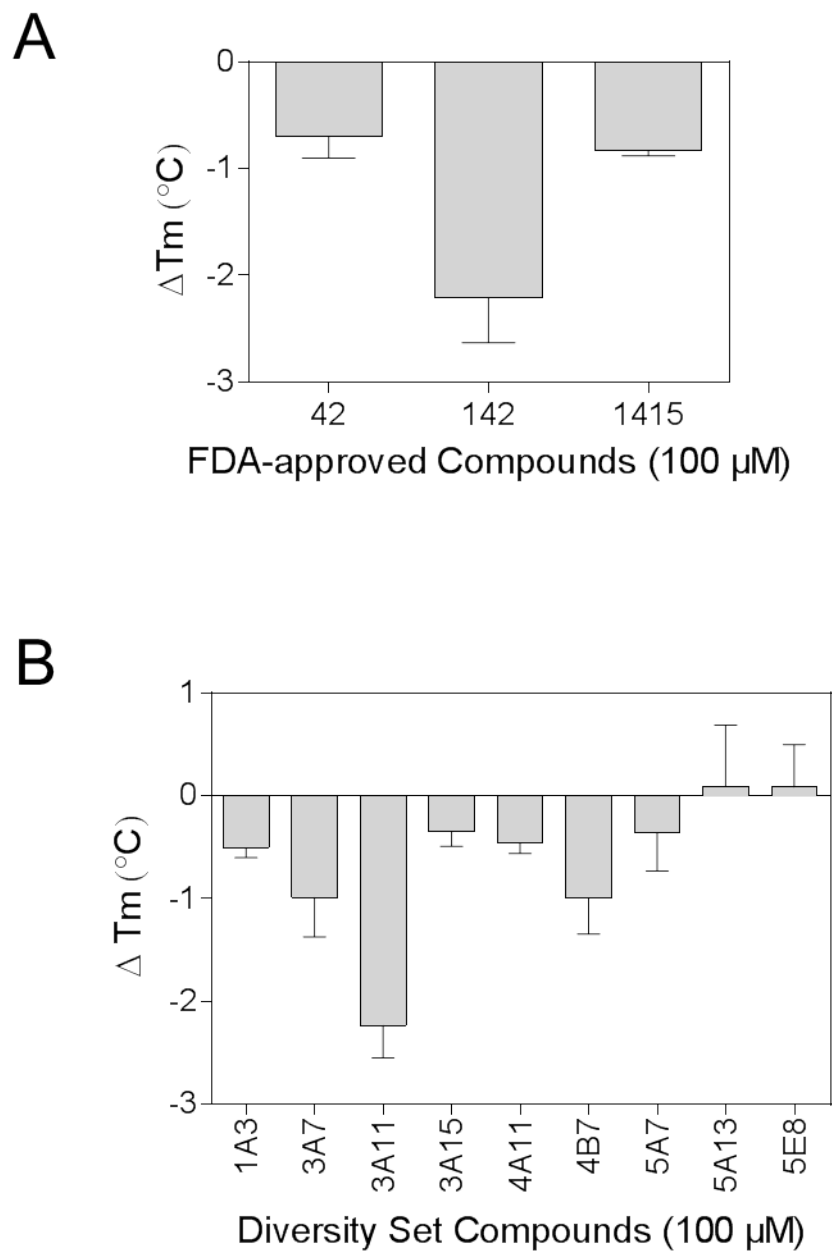 A
0
-1
-2
-3
Δ Tm (°C)
42 142 1415
FDA-approved Compounds (100 µM)
B
1
0
-1
-2
-3
Δ Tm (°C)
1A3 3A7 3A11 3A15 4A11 4B7 5A7 5A13 5E8
Diversity Set Compounds (100 µM)